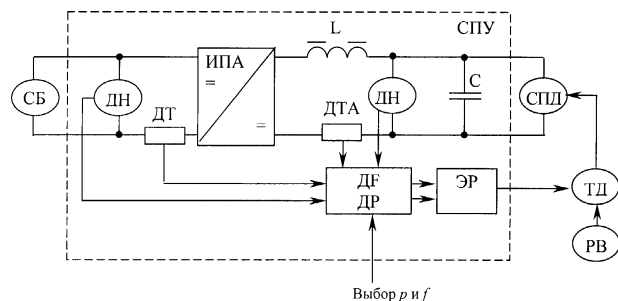 СПУ
L
ИПА
=
=
СБ
ДН
ДТ
ДТА
ДН
C
СПД
ДF
ДР
ЭР
ТД
РВ
Выбор p и f